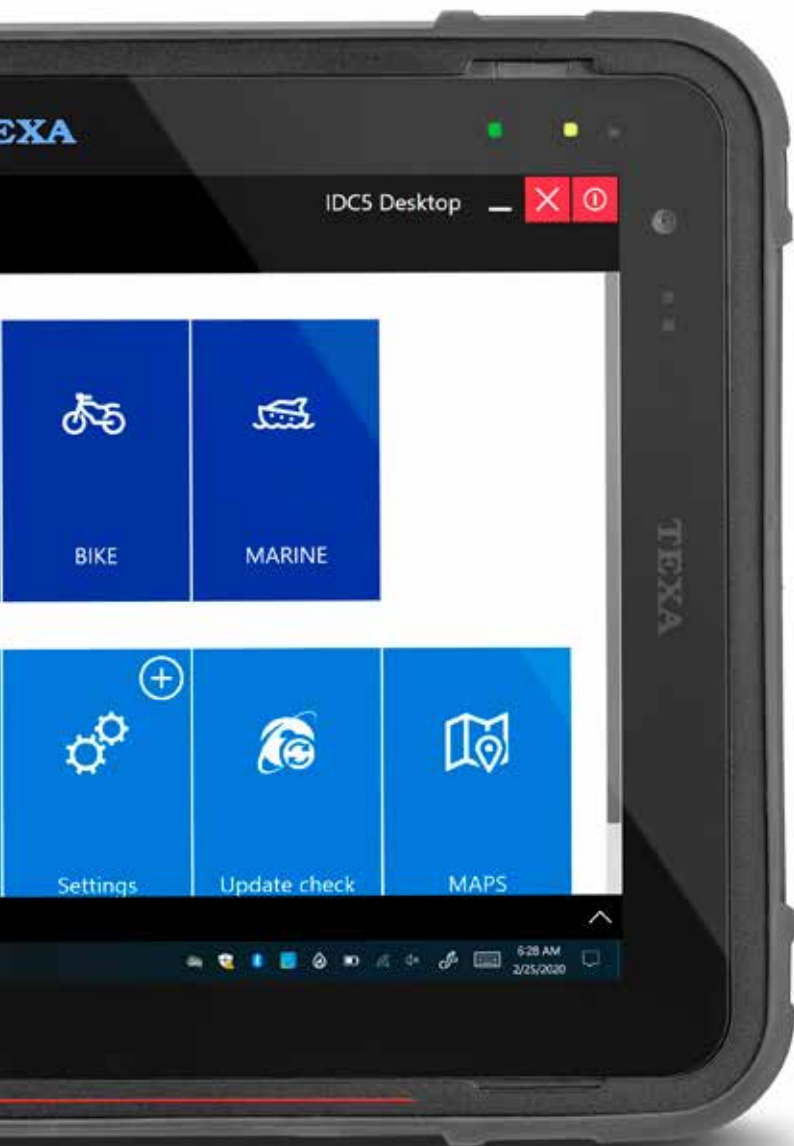 EXA
IDC5 Desktop
BIKE
MARINE
TEXA
Settings
Update check
MAPS
6:28 AM
2/25/2020